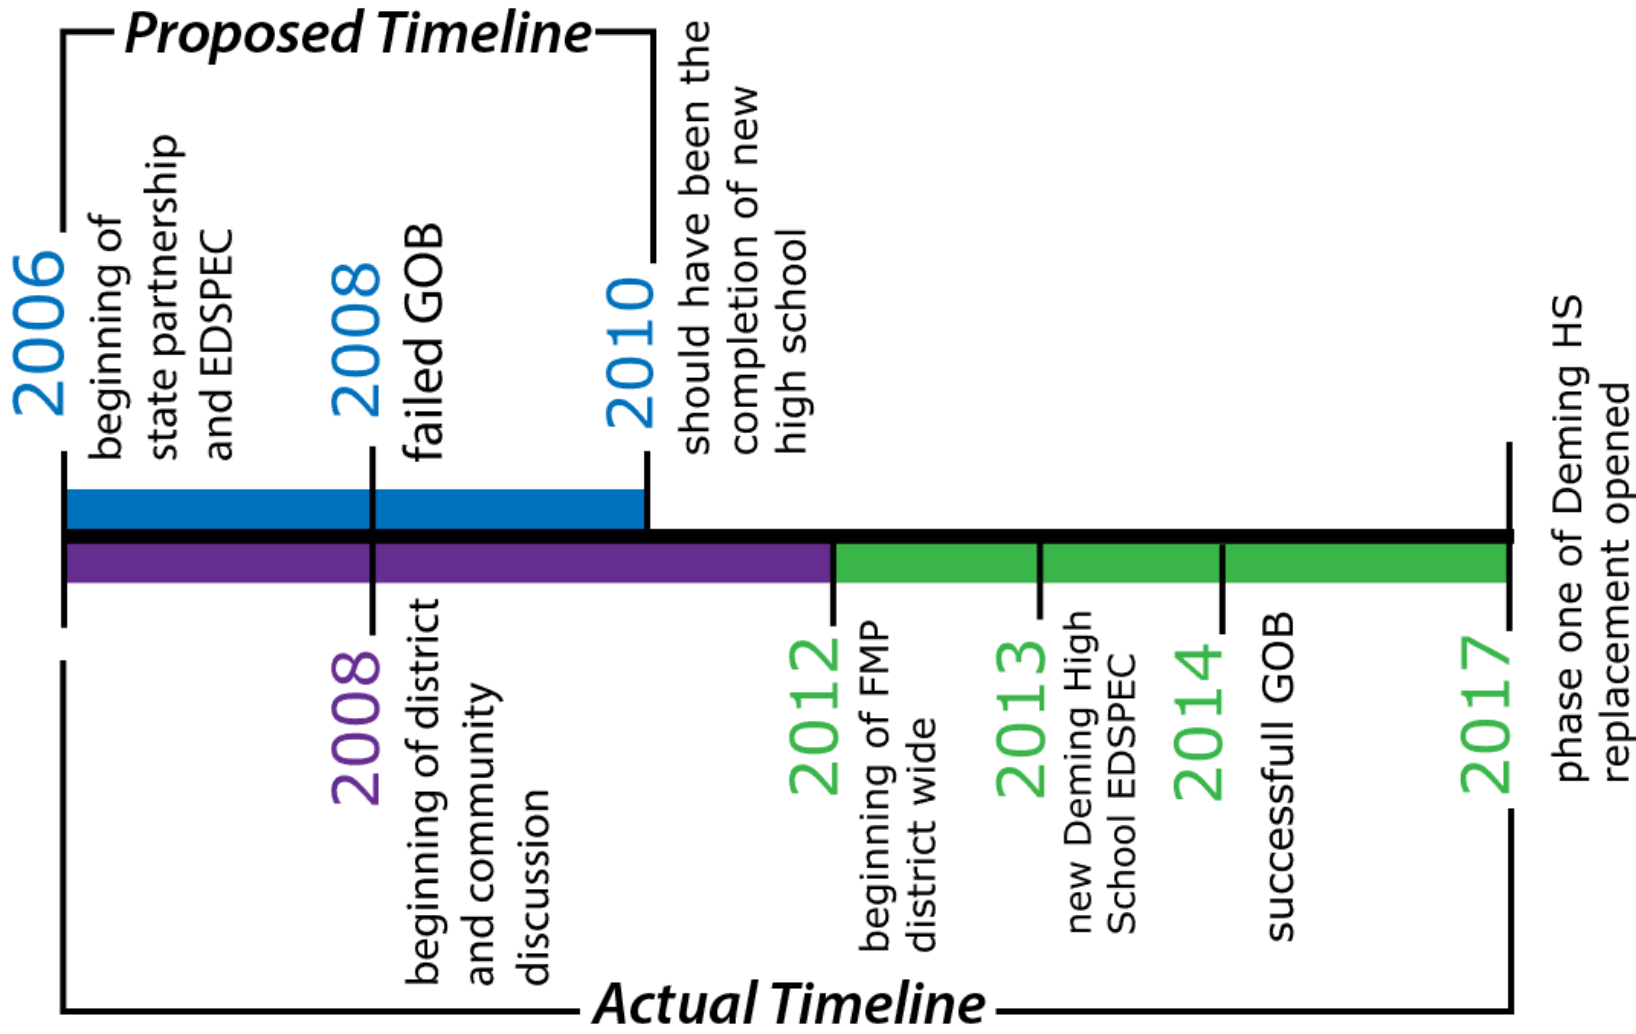 Proposed Timeline
2006
beginning of
state partnership
and EDSPEC
2008
failed GOB
2010
should have been the
completion of new
high school
2008
beginning of district
and community
discussion
2012
beginning of FMP
district wide
2013
new Deming High
School EDSPEC
2014
successfull GOB
2017
phase one of Deming HS
replacement opened
Actual Timeline